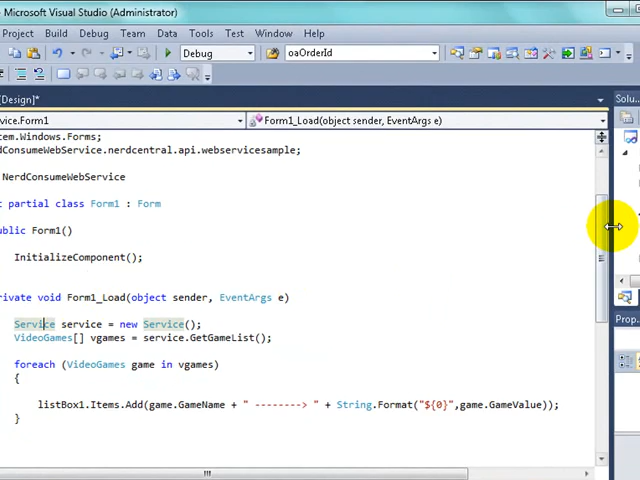 Microsoft Visual Studio (Administrator)
Project Build Debug Team Data Tools Test Window Help
Debug oaOrderId
[Design]*
Solu...
vice.Form1 Form1_Load(object sender, EventArgs e)
tem.Windows.Forms;
rdConsumeWebService.nerdcentral.api.webservicesample;
NerdConsumeWebService
partial class Form1 : Form
ublic Form1()
InitializeComponent();
rivate void Form1_Load(object sender, EventArgs e)
Service service = new Service();
VideoGames[] vgames = service.GetGameList();
Prop...
foreach (VideoGames game in vgames)
{
listBox1.Items.Add(game.GameName + " --------> " + String.Format("${0}",game.GameValue));
}